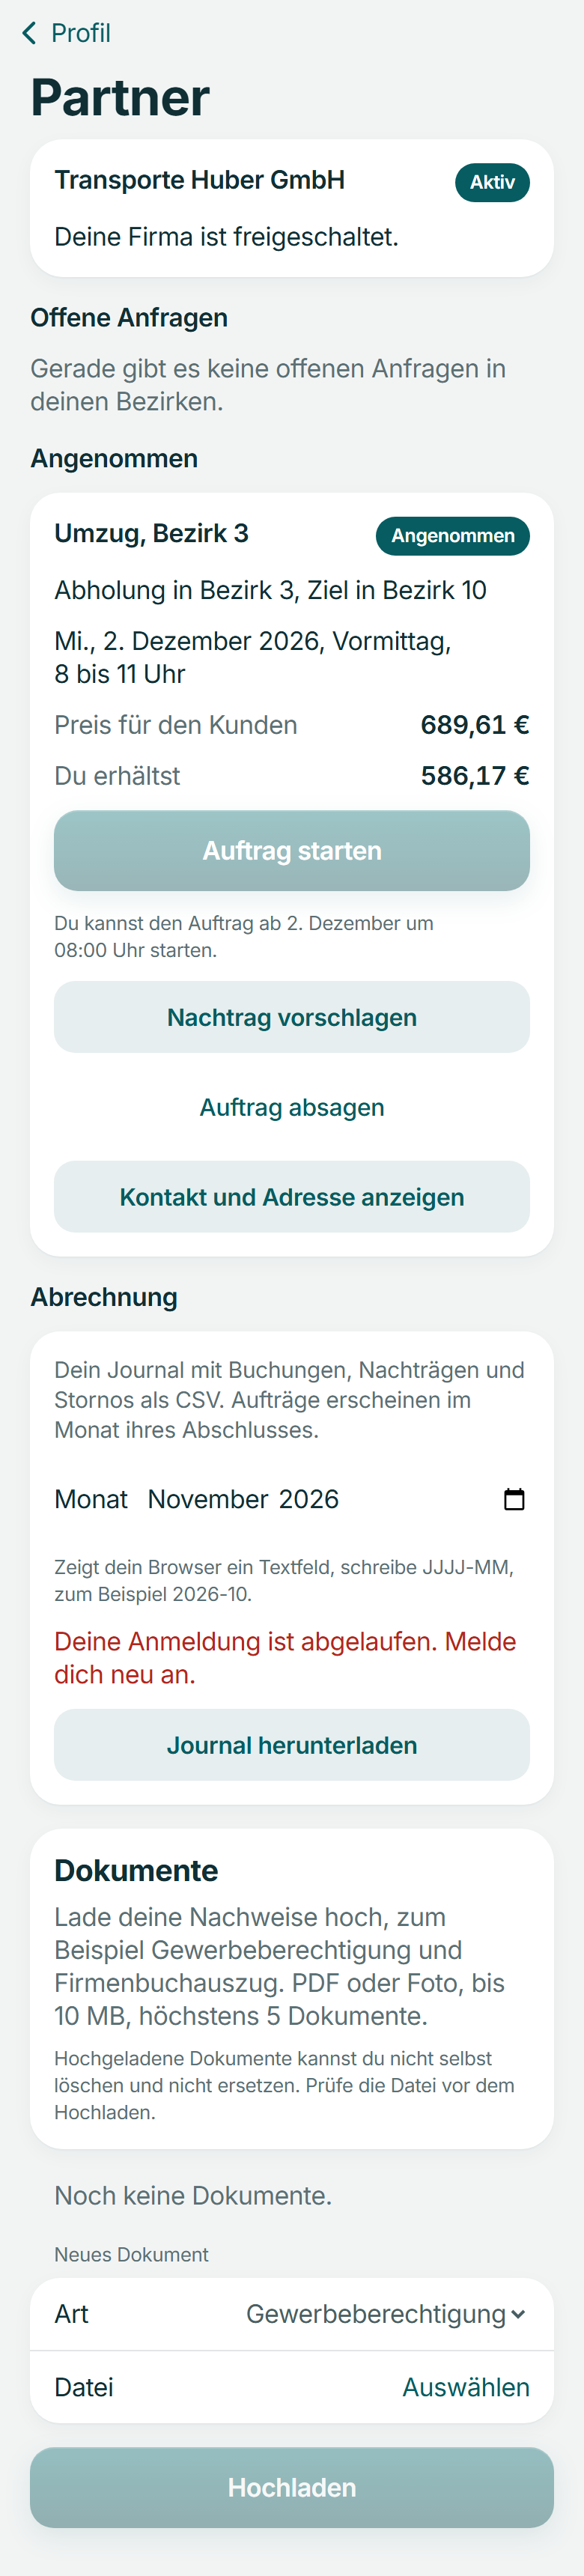 Profil
Partner
Transporte Huber GmbH
Aktiv
Deine Firma ist freigeschaltet.
Offene Anfragen
Gerade gibt es keine offenen Anfragen in
deinen Bezirken.
Angenommen
Umzug, Bezirk 3
Angenommen
Abholung in Bezirk 3, Ziel in Bezirk 10
Mi., 2. Dezember 2026, Vormittag,
8 bis 11 Uhr
Preis für den Kunden 689,61 €
Du erhältst 586,17 €
Auftrag starten
Du kannst den Auftrag ab 2. Dezember um
08:00 Uhr starten.
Nachtrag vorschlagen
Auftrag absagen
Kontakt und Adresse anzeigen
Abrechnung
Dein Journal mit Buchungen, Nachträgen und
Stornos als CSV. Aufträge erscheinen im
Monat ihres Abschlusses.
Monat November 2026
Zeigt dein Browser ein Textfeld, schreibe JJJJ-MM,
zum Beispiel 2026-10.
Deine Anmeldung ist abgelaufen. Melde
dich neu an.
Journal herunterladen
Dokumente
Lade deine Nachweise hoch, zum
Beispiel Gewerbeberechtigung und
Firmenbuchauszug. PDF oder Foto, bis
10 MB, höchstens 5 Dokumente.
Hochgeladene Dokumente kannst du nicht selbst
löschen und nicht ersetzen. Prüfe die Datei vor dem
Hochladen.
Noch keine Dokumente.
Neues Dokument
Art Gewerbeberechtigung
Datei Auswählen
Hochladen